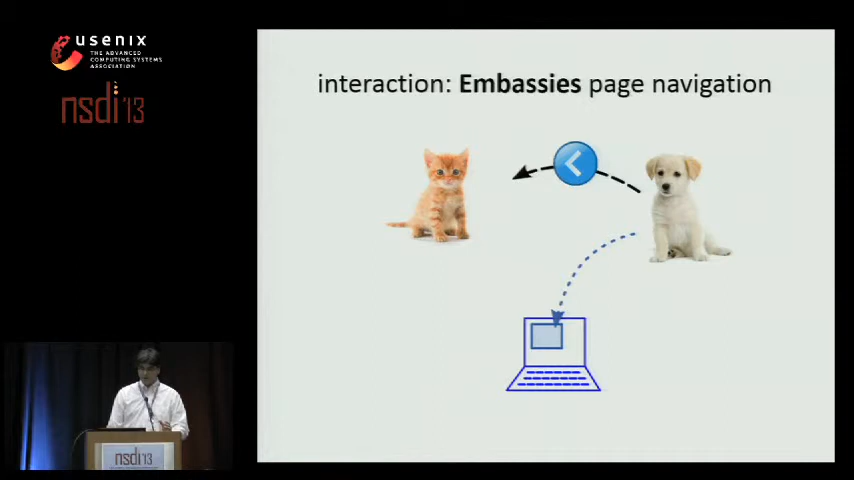 usenix
THE ADVANCED
COMPUTING SYSTEMS
ASSOCIATION
nsdi '13
interaction: Embassies page navigation
nsdi '13